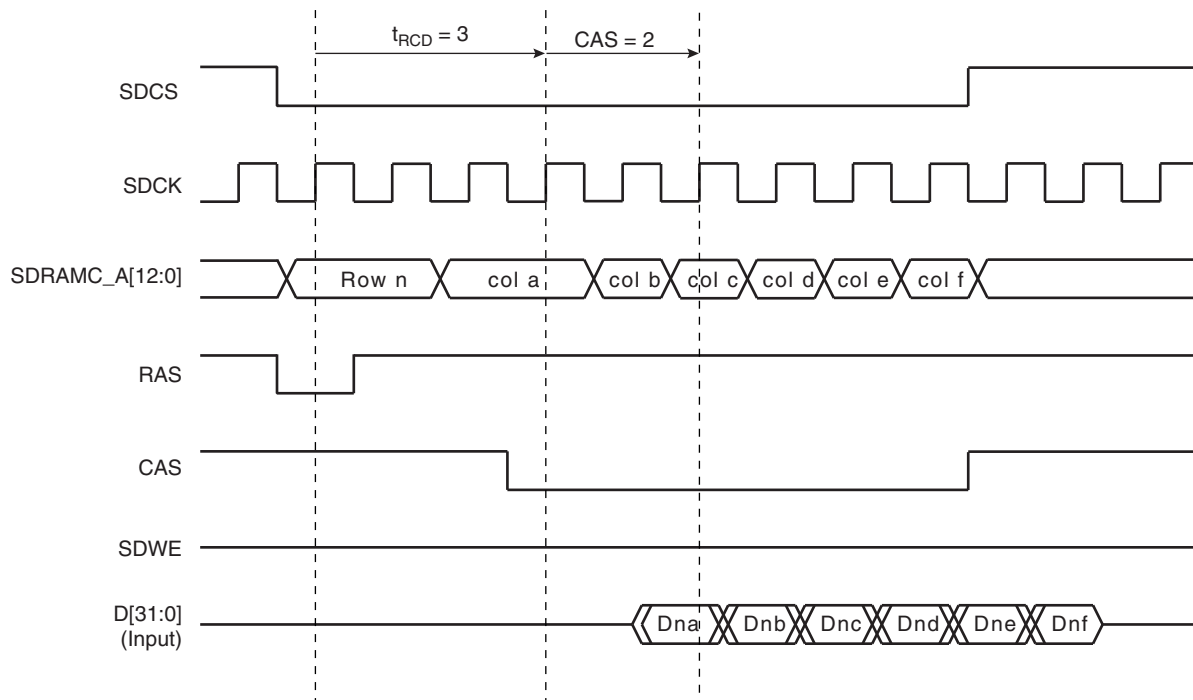 tRCD = 3
CAS = 2
SDCS
SDCK
SDRAMC_A[12:0]
Row n
col a
col b
col c
col d
col e
col f
RAS
CAS
SDWE
D[31:0]
(Input)
Dna
Dnb
Dnc
Dnd
Dne
Dnf